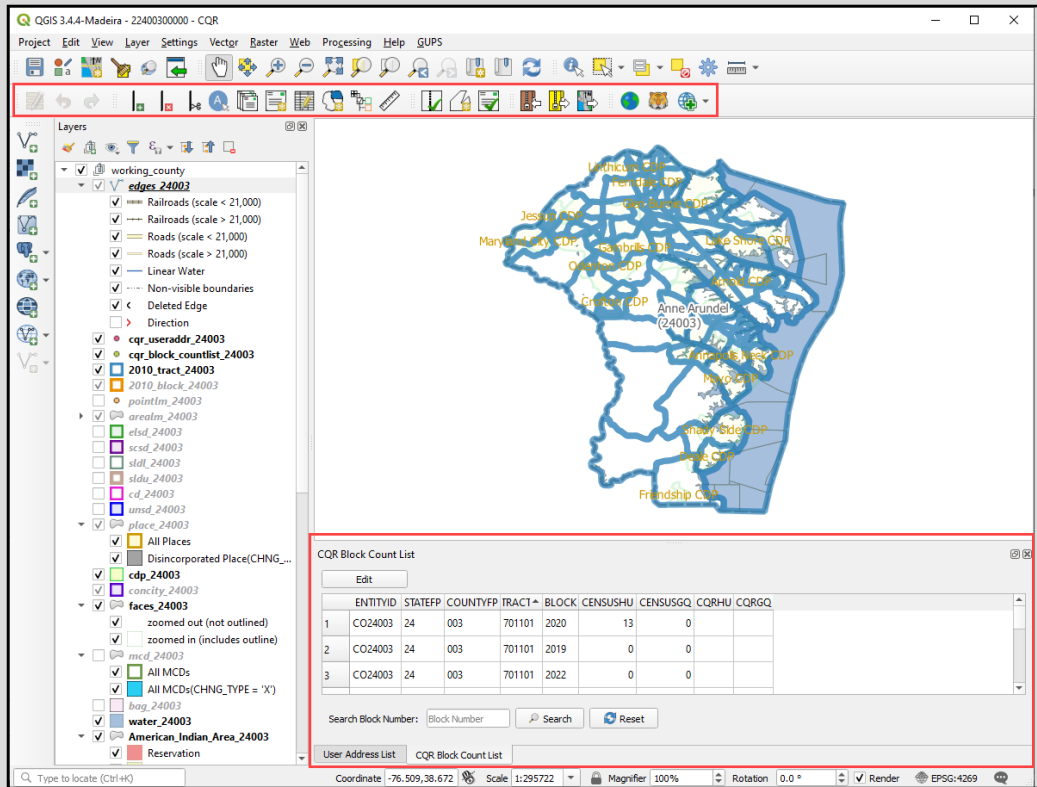 QGIS 3.4.4-Madeira - 22400300000 - CQR
Project Edit View Layer Settings Vector Raster Web Processing Help GUPS
Layers
working_county
edges_24003
Railroads (scale < 21,000)
Railroads (scale > 21,000)
Roads (scale < 21,000)
Roads (scale > 21,000)
Linear Water
Non-visible boundaries
Deleted Edge
Direction
cqr_useraddr_24003
cqr_block_countlist_24003
2010_tract_24003
2010_block_24003
pointlm_24003
arealm_24003
elsd_24003
scsd_24003
sldl_24003
sldu_24003
cd_24003
unsd_24003
place_24003
All Places
Disincorporated Place(CHNG_...
cdp_24003
concity_24003
faces_24003
zoomed out (not outlined)
zoomed in (includes outline)
mcd_24003
All MCDs
All MCDs(CHNG_TYPE = 'X')
bag_24003
water_24003
American_Indian_Area_24003
Reservation
Linthicum CDP
Ferndale CDP
Glen Burnie CDP
Jessup CDP
Maryland City CDP
Gambrills CDP
Lake Shore CDP
Odenton CDP
Arnold CDP
Crofton CDP
Anne Arundel
(24003)
Annapolis Neck CDP
Mayo CDP
Shady Side CDP
Deale CDP
Friendship CDP
CQR Block Count List
Edit
ENTITYID STATEFP COUNTYFP TRACT BLOCK CENSUSHU CENSUSGQ CQRHU CQRGQ
1 CO24003 24 003 701101 2020 13 0
2 CO24003 24 003 701101 2019 0 0
3 CO24003 24 003 701101 2022 0 0
Search Block Number: Block Number Search Reset
User Address List CQR Block Count List
Type to locate (Ctrl+K) Coordinate -76.509,38.672 Scale 1:295722 Magnifier 100% Rotation 0.0 ° Render EPSG:4269